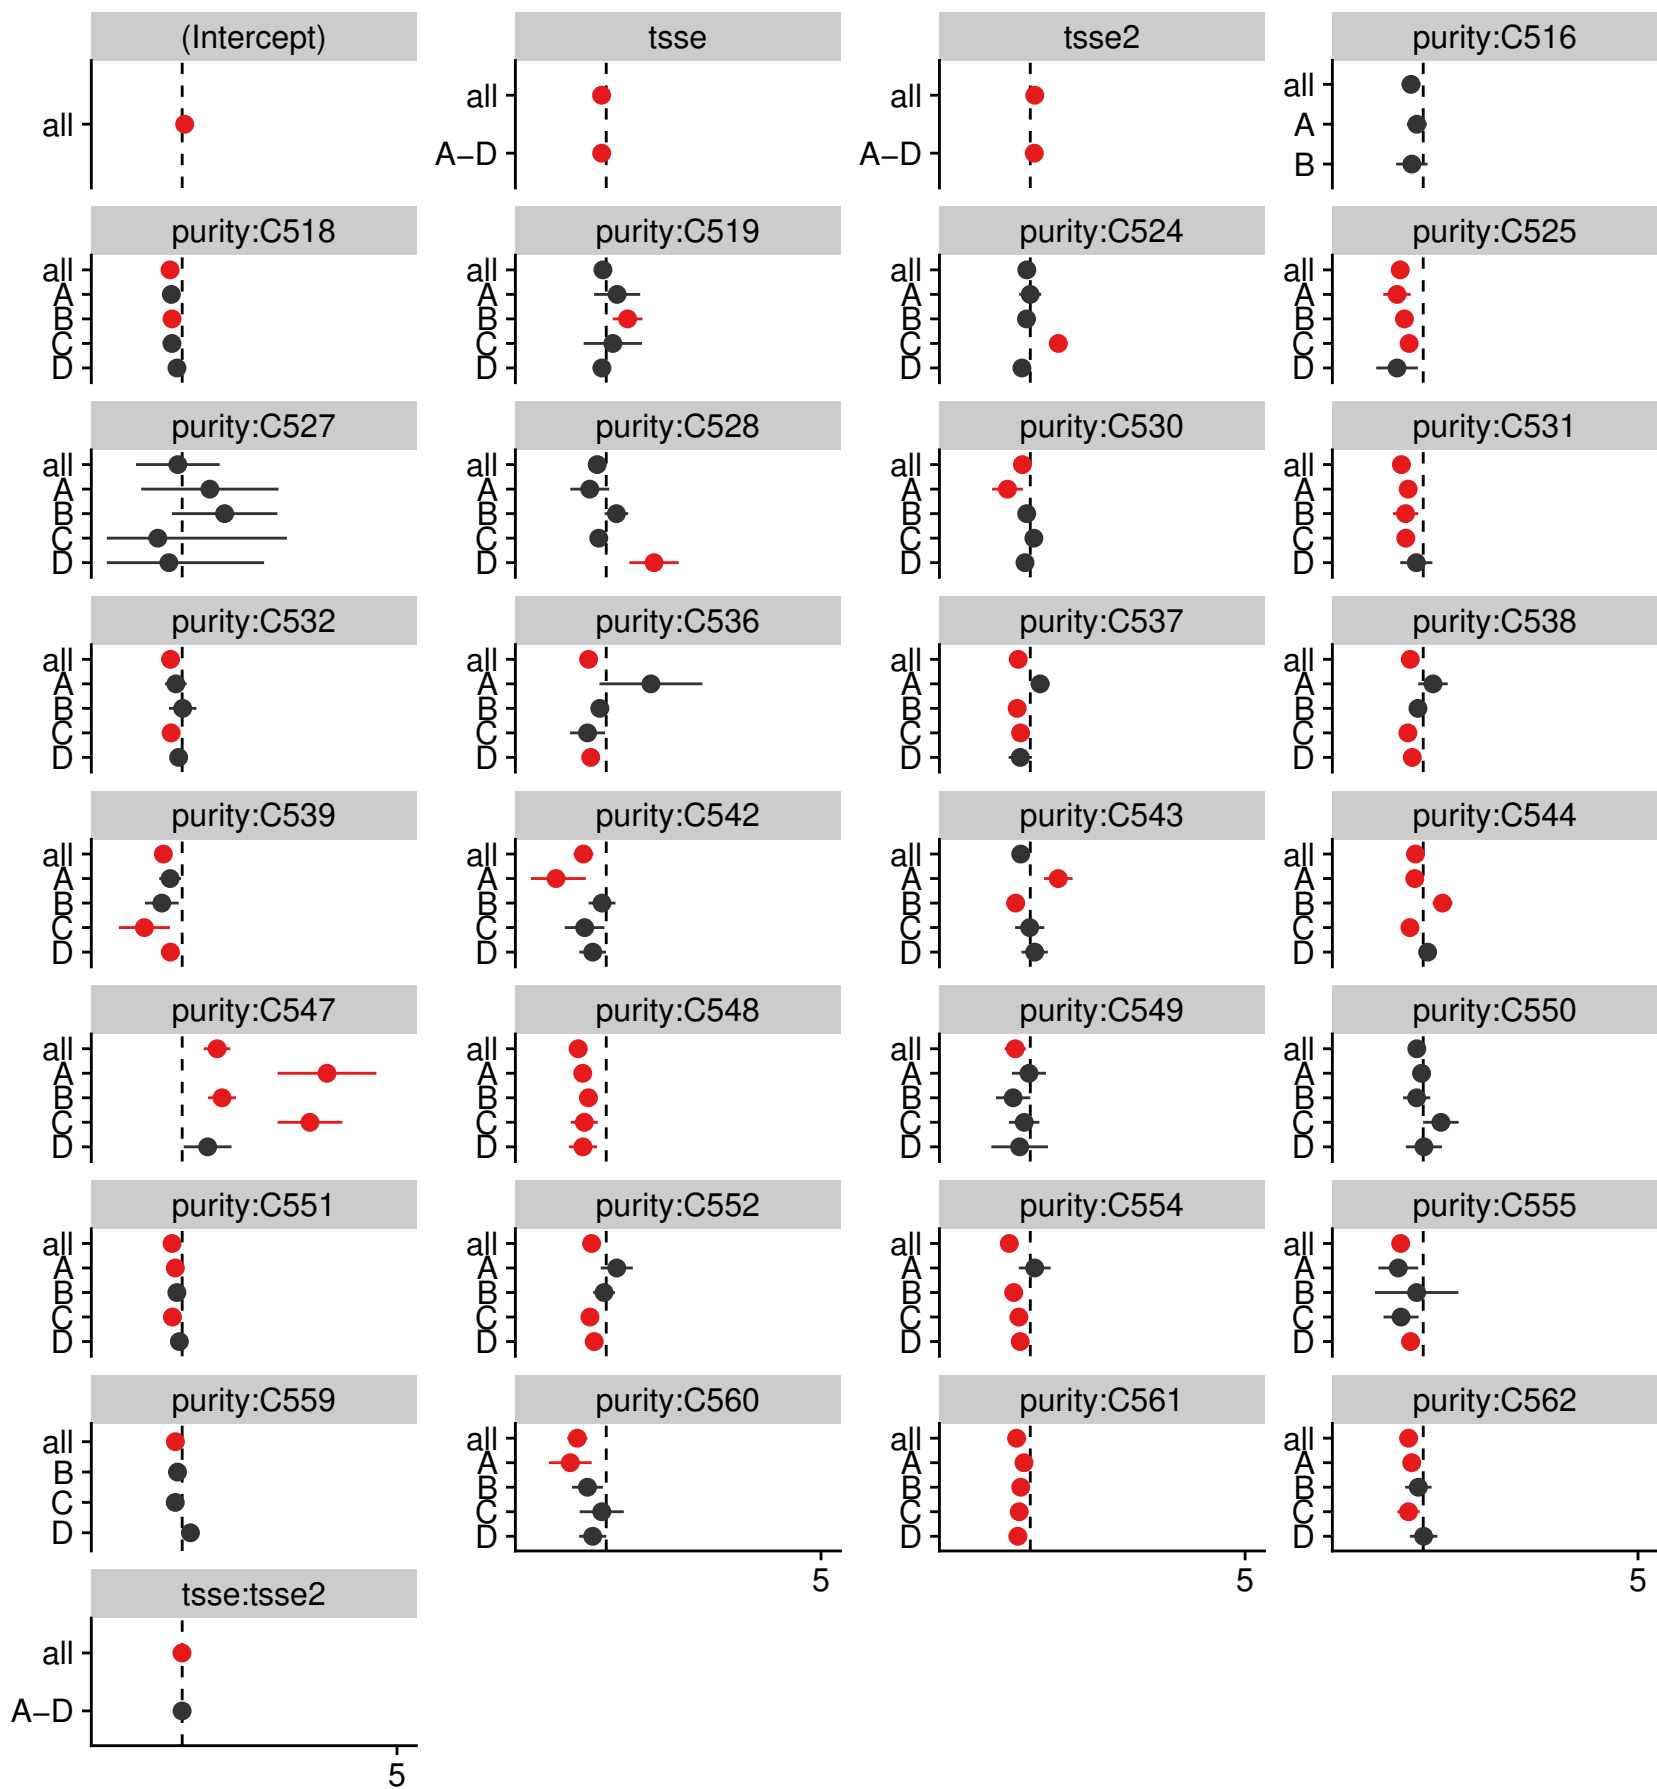 (Intercept)
tsse
tsse2
purity:C516
all
all
A–D
all
A–D
all
A
B
purity:C518
purity:C519
purity:C524
purity:C525
all
A
B
C
D
all
A
B
C
D
all
A
B
C
D
all
A
B
C
D
purity:C527
purity:C528
purity:C530
purity:C531
all
A
B
C
D
all
A
B
C
D
all
A
B
C
D
all
A
B
C
D
purity:C532
purity:C536
purity:C537
purity:C538
all
A
B
C
D
all
A
B
C
D
all
A
B
C
D
all
A
B
C
D
purity:C539
purity:C542
purity:C543
purity:C544
all
A
B
C
D
all
A
B
C
D
all
A
B
C
D
all
A
B
C
D
purity:C547
purity:C548
purity:C549
purity:C550
all
A
B
C
D
all
A
B
C
D
all
A
B
C
D
all
A
B
C
D
purity:C551
purity:C552
purity:C554
purity:C555
all
A
B
C
D
all
A
B
C
D
all
A
B
C
D
all
A
B
C
D
purity:C559
purity:C560
purity:C561
purity:C562
all
B
C
D
all
A
B
C
D
5
all
A
B
C
D
5
all
A
B
C
D
5
tsse:tsse2
all
A–D
5